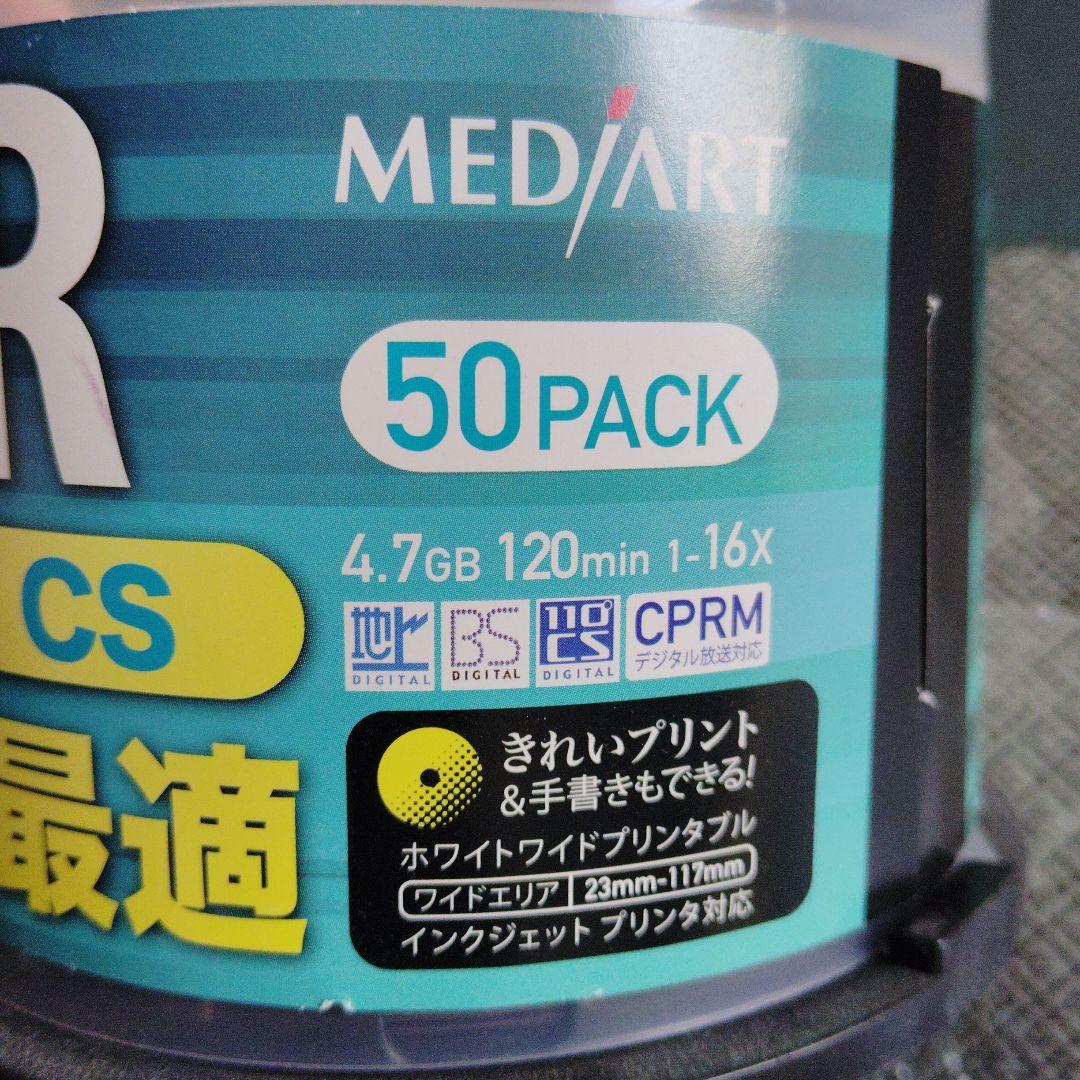 R
MEDIART
50 PACK
4.7GB 120min 1-16X
地上 DIGITAL
BS DIGITAL
110° CS DIGITAL
CPRM
デジタル放送対応
CS
最適
きれいプリント
&手書きもできる!
ホワイトワイドプリンタブル
ワイドエリア 23mm-117mm
インクジェット プリンタ対応